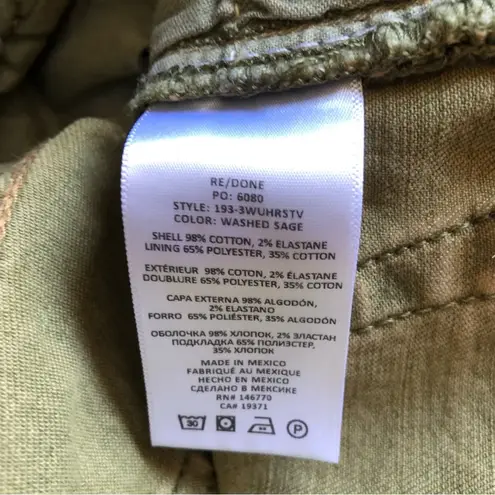 RE/DONE
PO: 6080
STYLE: 193-3WUHRSTV
COLOR: WASHED SAGE
SHELL 98% COTTON, 2% ELASTANE
LINING 65% POLYESTER, 35% COTTON
EXTÉRIEUR 98% COTON, 2% ÉLASTANE
DOUBLURE 65% POLYESTER, 35% COTON
CAPA EXTERNA 98% ALGODÓN,
2% ELASTANO
FORRO 65% POLIÉSTER, 35% ALGODÓN
ОБОЛОЧКА 98% ХЛОПОК, 2% ЭЛАСТАН
ПОДКЛАДКА 65% ПОЛИЭСТЕР,
35% ХЛОПОК
MADE IN MEXICO
FABRIQUÉ AU MEXIQUE
HECHO EN MEXICO
СДЕЛАНО В МЕКСИКЕ
RN# 146770
CA# 19371
30 P